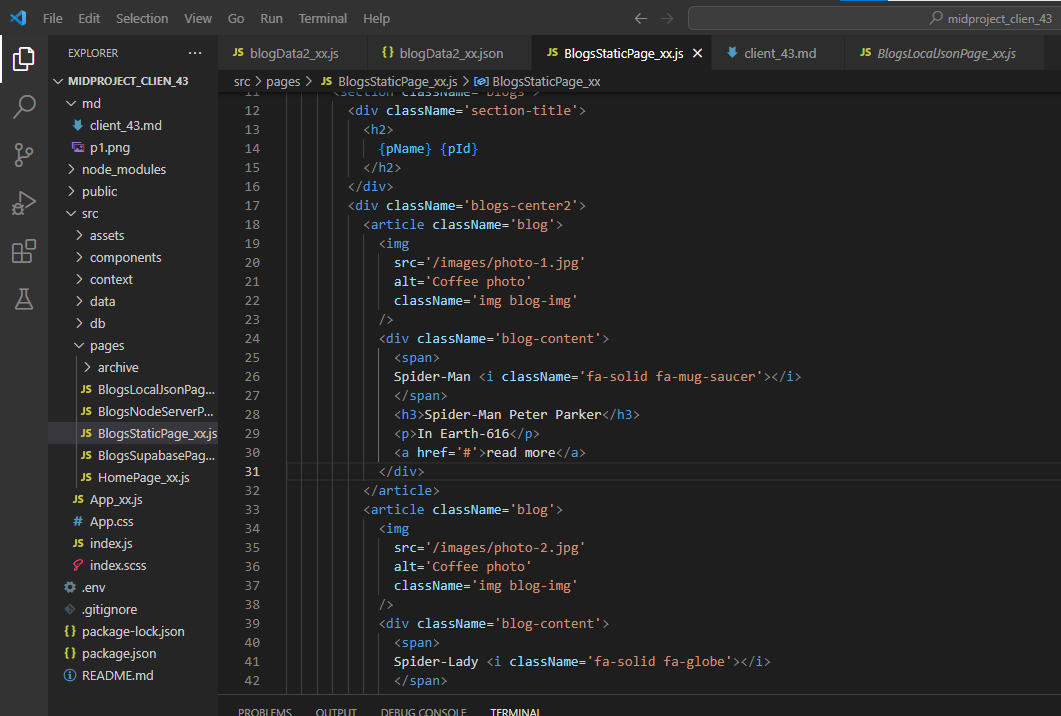 File Edit Selection View Go Run Terminal Help
midproject_clien_43
EXPLORER
MIDPROJECT_CLIEN_43
md
client_43.md
p1.png
node_modules
public
src
assets
components
context
data
db
pages
archive
JS BlogsLocalJsonPag...
JS BlogsNodeServerP...
JS BlogsStaticPage_xx.js
JS BlogsSupabasePag...
JS HomePage_xx.js
JS App_xx.js
# App.css
JS index.js
index.scss
.env
.gitignore
{} package-lock.json
{} package.json
README.md
JS blogData2_xx.js {} blogData2_xx.json JS BlogsStaticPage_xx.js client_43.md JS BlogsLocalJsonPage_xx.js
src > pages > JS BlogsStaticPage_xx.js > BlogsStaticPage_xx
11 <section className='blogs'>
12 <div className='section-title'>
13 <h2>
14 {pName} {pId}
15 </h2>
16 </div>
17 <div className='blogs-center2'>
18 <article className='blog'>
19 <img
20 src='/images/photo-1.jpg'
21 alt='Coffee photo'
22 className='img blog-img'
23 />
24 <div className='blog-content'>
25 <span>
26 Spider-Man <i className='fa-solid fa-mug-saucer'></i>
27 </span>
28 <h3>Spider-Man Peter Parker</h3>
29 <p>In Earth-616</p>
30 <a href='#'>read more</a>
31 </div>
32 </article>
33 <article className='blog'>
34 <img
35 src='/images/photo-2.jpg'
36 alt='Coffee photo'
37 className='img blog-img'
38 />
39 <div className='blog-content'>
40 <span>
41 Spider-Lady <i className='fa-solid fa-globe'></i>
42 </span>
PROBLEMS OUTPUT DEBUG CONSOLE TERMINAL